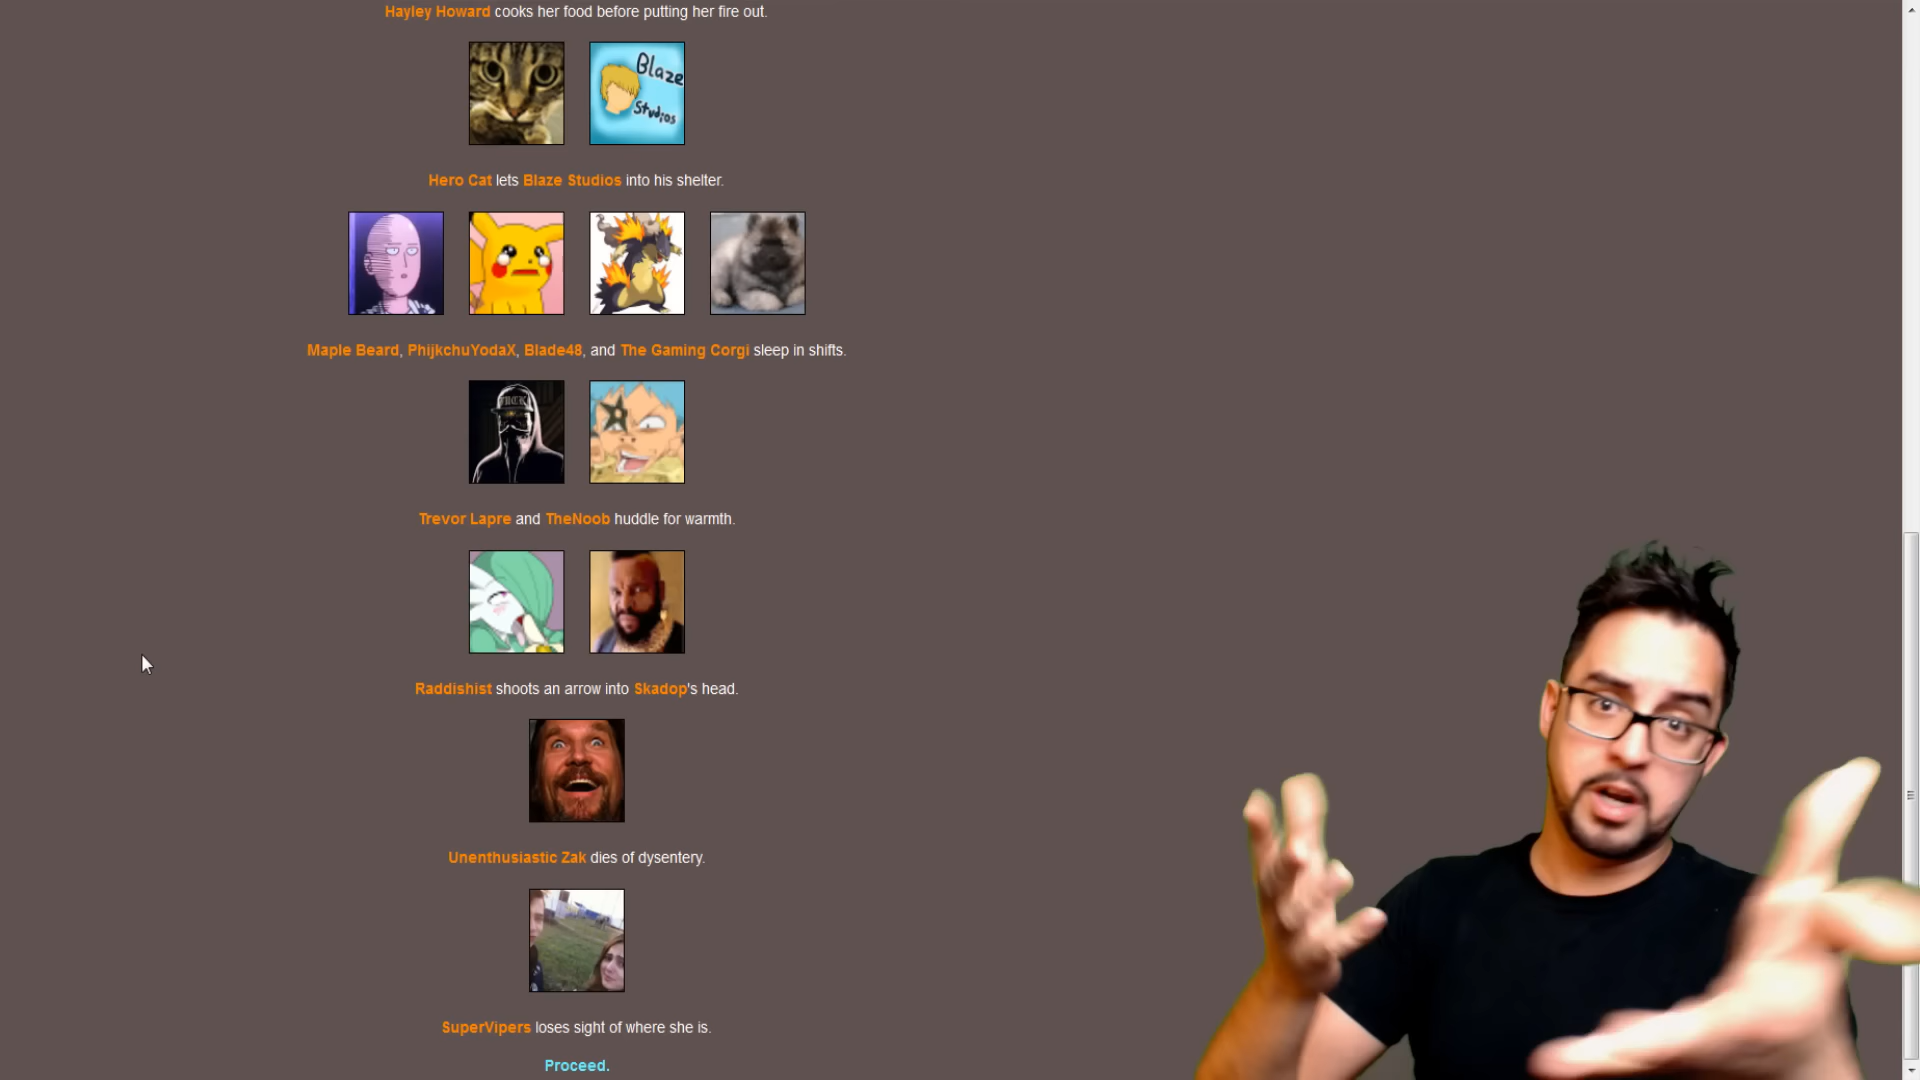 Hayley Howard cooks her food before putting her fire out.
Blaze
Studios
Hero Cat lets Blaze Studios into his shelter.
Maple Beard, PhijkchuYodaX, Blade48, and The Gaming Corgi sleep in shifts.
Trevor Lapre and TheNoob huddle for warmth.
Raddishist shoots an arrow into Skadop's head.
Unenthusiastic Zak dies of dysentery.
SuperVipers loses sight of where she is.
Proceed.